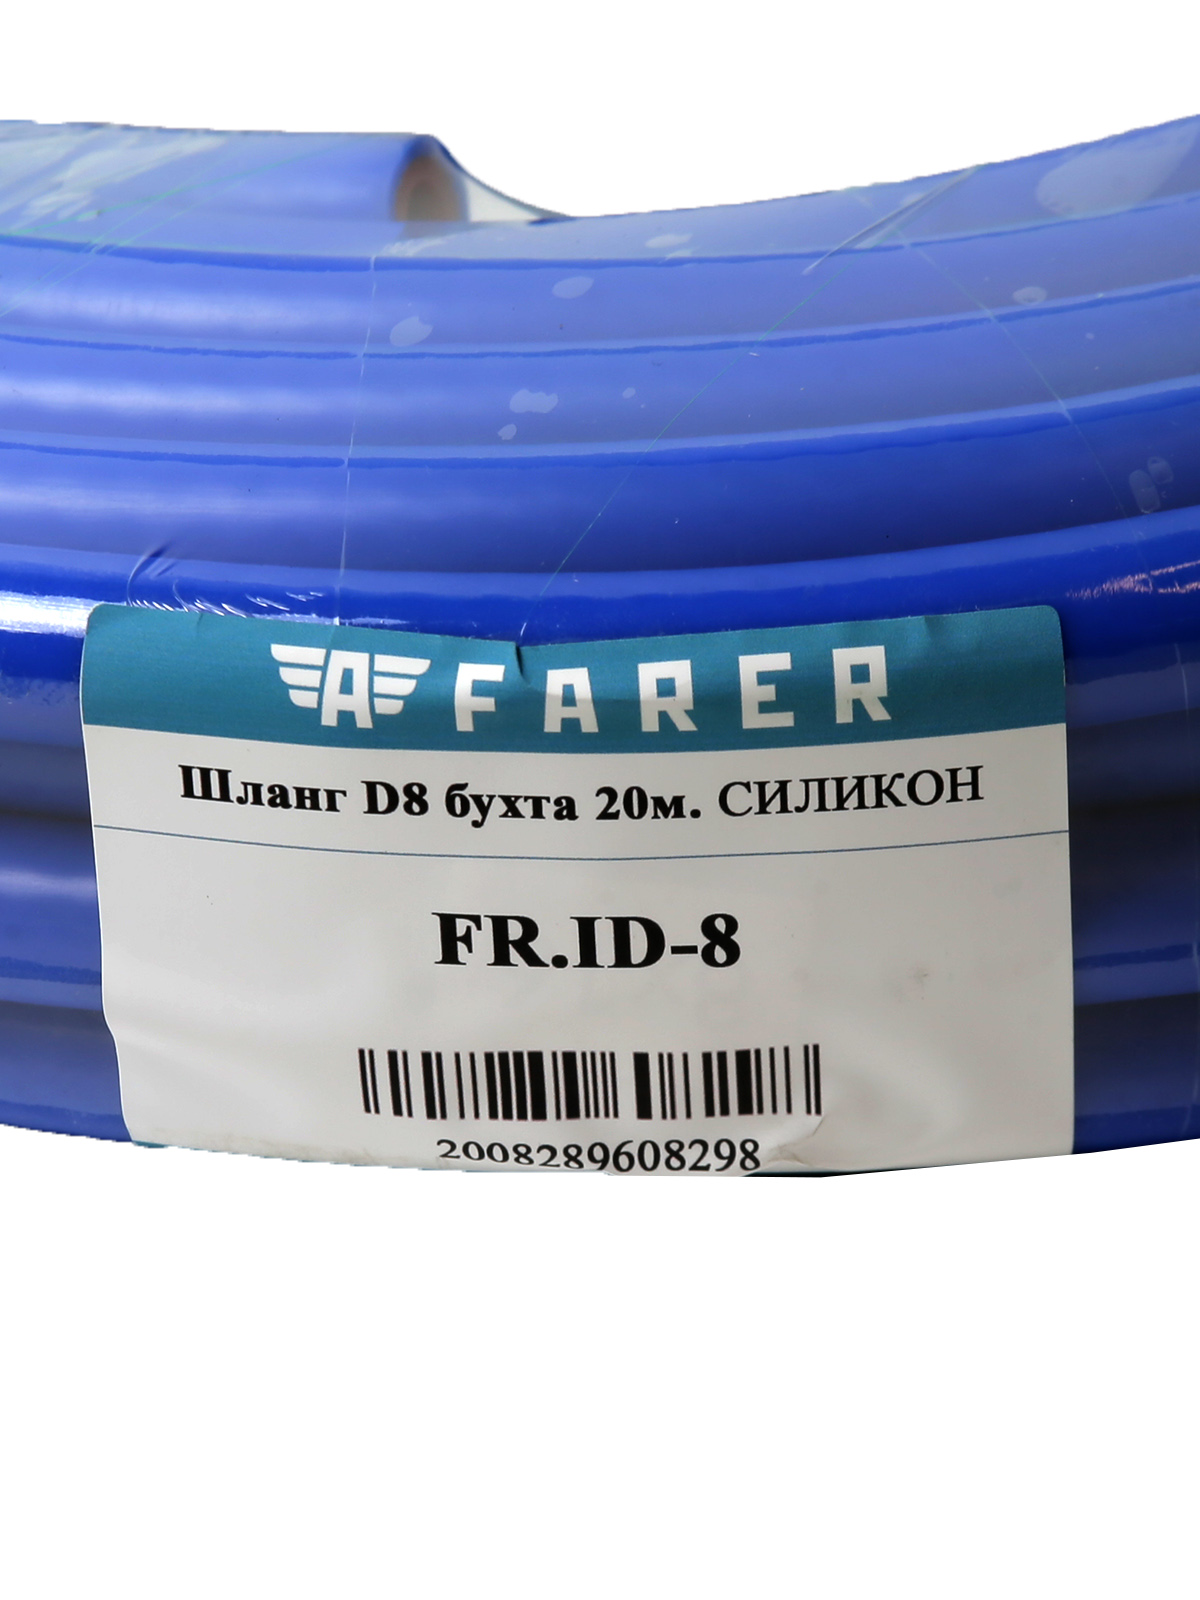 FARER
Шланг D8 бухта 20м. СИЛИКОН
FR.ID-8
2008289608298